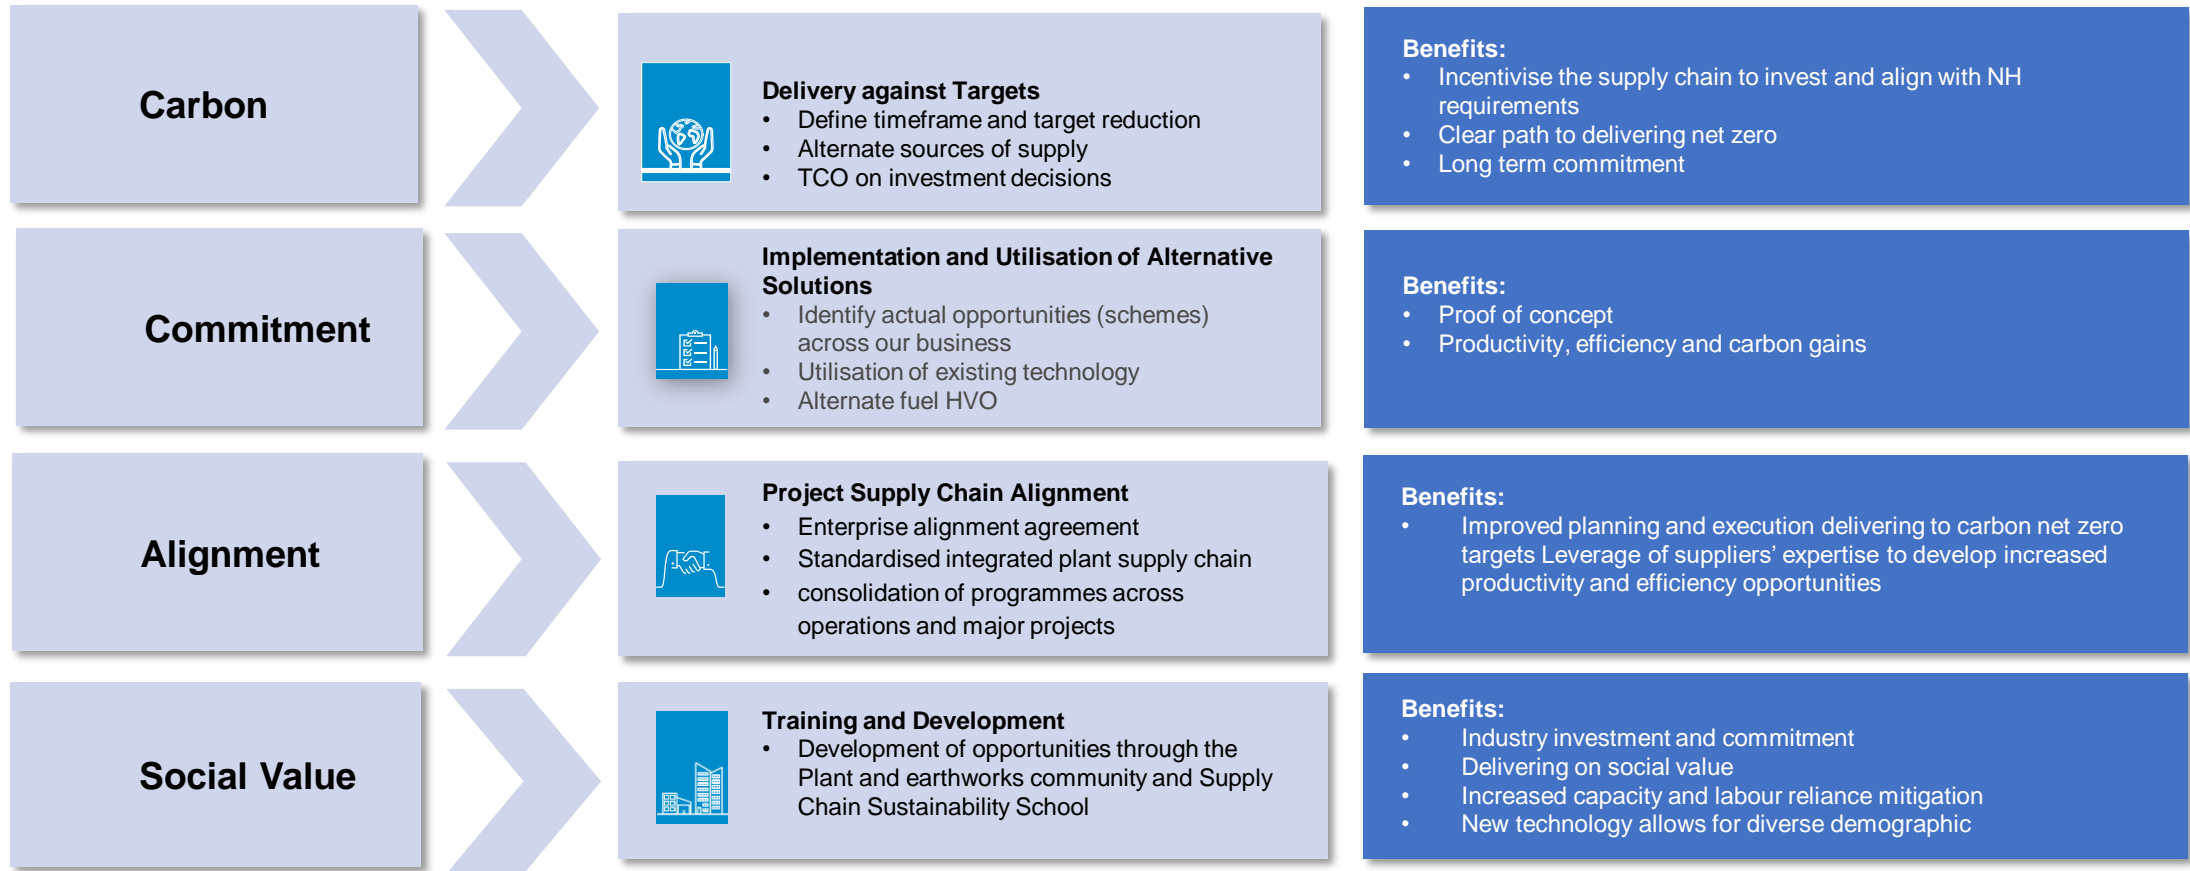 Carbon
Delivery against Targets
• Define timeframe and target reduction
• Alternate sources of supply
• TCO on investment decisions
Benefits:
• Incentivise the supply chain to invest and align with NH
requirements
• Clear path to delivering net zero
• Long term commitment
Commitment
Implementation and Utilisation of Alternative
Solutions
• Identify actual opportunities (schemes)
across our business
• Utilisation of existing technology
• Alternate fuel HVO
Benefits:
• Proof of concept
• Productivity, efficiency and carbon gains
Alignment
Project Supply Chain Alignment
• Enterprise alignment agreement
• Standardised integrated plant supply chain
• consolidation of programmes across
operations and major projects
Benefits:
• Improved planning and execution delivering to carbon net zero
targets Leverage of suppliers’ expertise to develop increased
productivity and efficiency opportunities
Social Value
Training and Development
• Development of opportunities through the
Plant and earthworks community and Supply
Chain Sustainability School
Benefits:
• Industry investment and commitment
• Delivering on social value
• Increased capacity and labour reliance mitigation
• New technology allows for diverse demographic